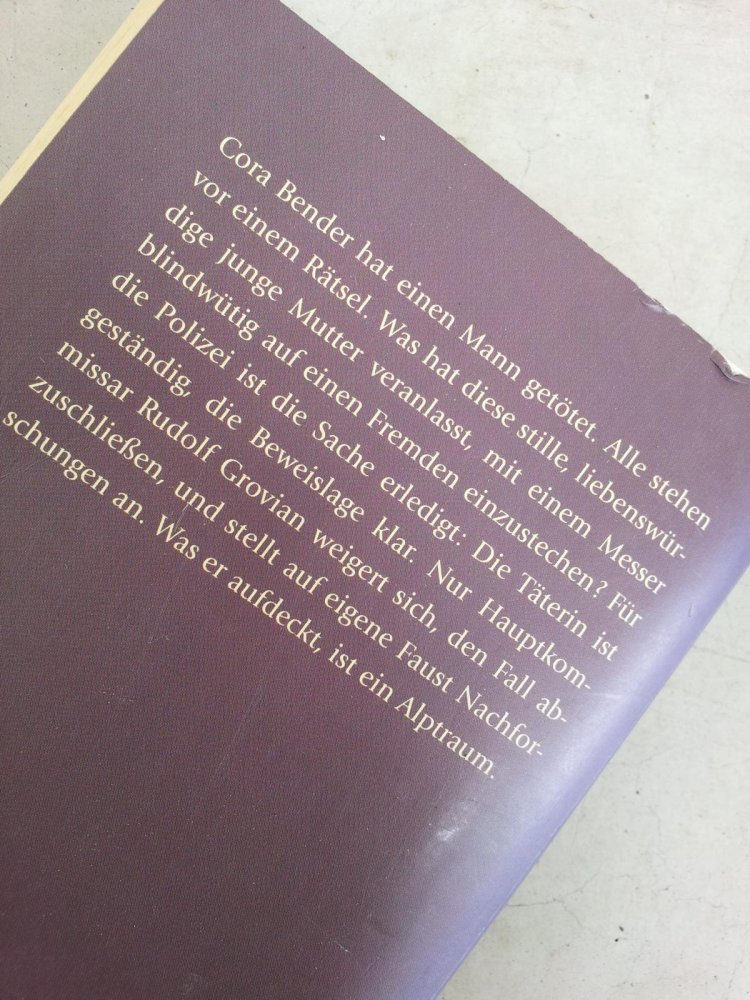 Cora Bender hat einen Mann getötet. Alle stehen
vor einem Rätsel. Was hat diese stille, liebenswür-
dige junge Mutter veranlasst, mit einem Messer
blindwütig auf einen Fremden einzustechen? Für
die Polizei ist die Sache erledigt: Die Täterin ist
geständig, die Beweislage klar. Nur Hauptkom-
missar Rudolf Grovian weigert sich, den Fall ab-
zuschließen, und stellt auf eigene Faust Nachfor-
schungen an. Was er aufdeckt, ist ein Alptraum.